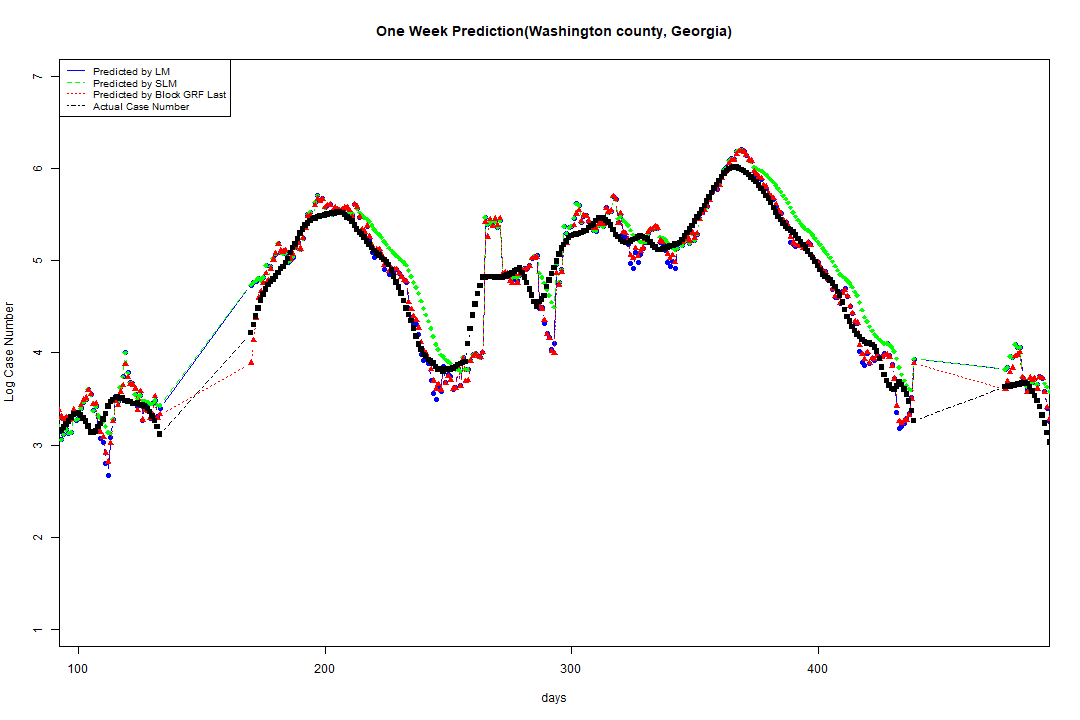 One Week Prediction(Washington county, Georgia)
Predicted by LM
Predicted by SLM
Predicted by Block GRF Last
Actual Case Number
7
6
5
4
3
2
1
Log Case Number
100 200 300 400
days